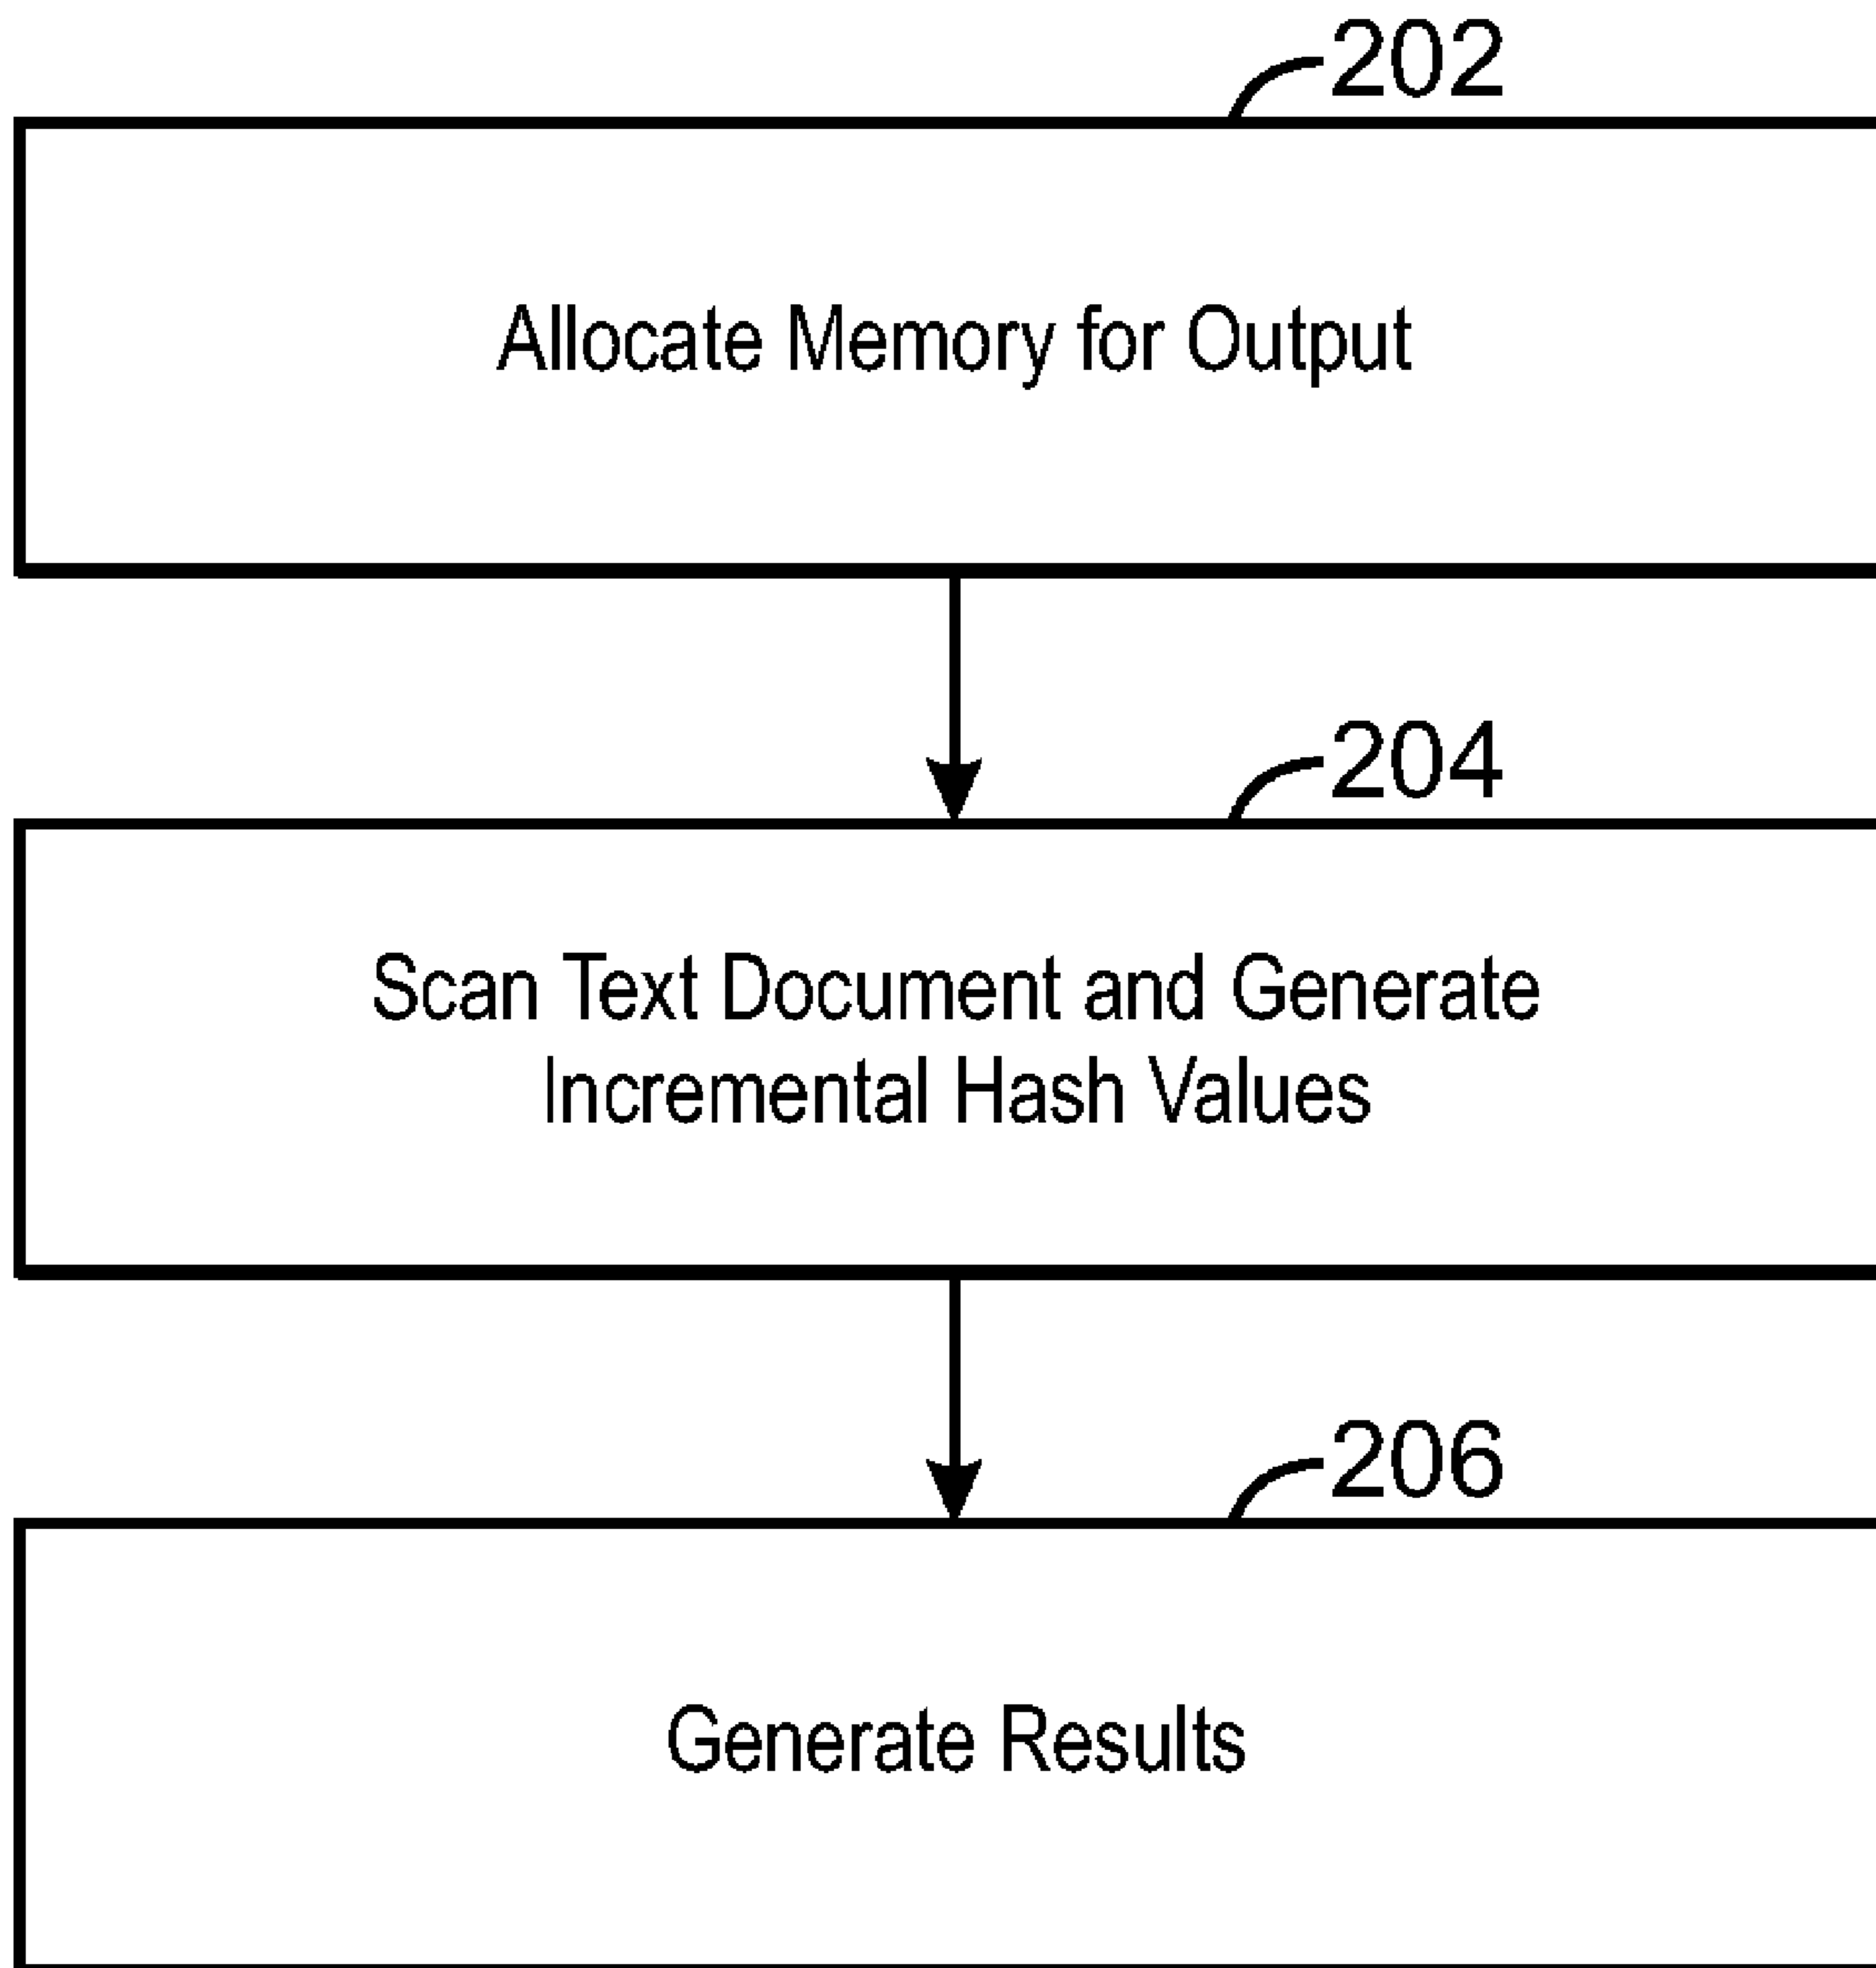 202
Allocate Memory for Output
204
Scan Text Document and Generate
Incremental Hash Values
206
Generate Results